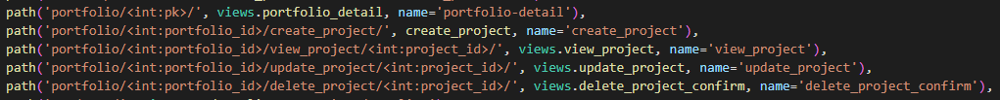 path('portfolio/<int:pk>/', views.portfolio_detail, name='portfolio-detail'),
path('portfolio/<int:portfolio_id>/create_project/', create_project, name='create_project'),
path('portfolio/<int:portfolio_id>/view_project/<int:project_id>/', views.view_project, name='view_project'),
path('portfolio/<int:portfolio_id>/update_project/<int:project_id>/', views.update_project, name='update_project'),
path('portfolio/<int:portfolio_id>/delete_project/<int:project_id>/', views.delete_project_confirm, name='delete_project_confirm'),